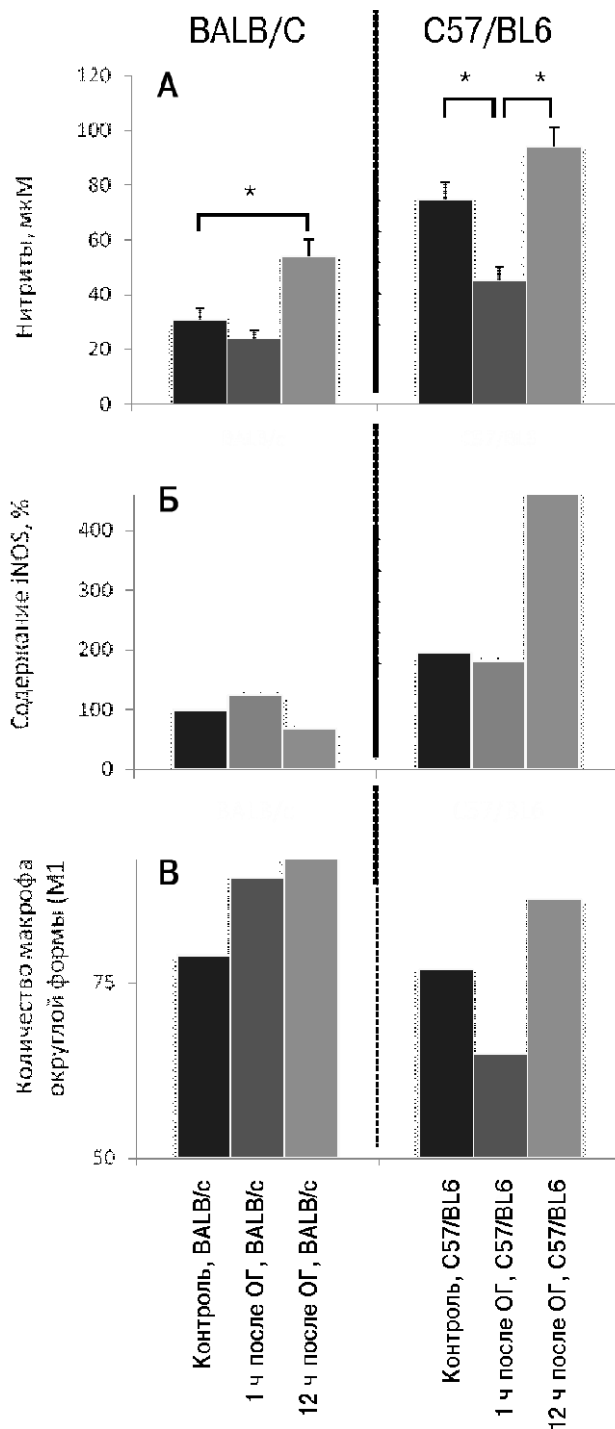 BALB/C
C57/BL6
А
Нитриты, мкМ
120
100
80
60
40
20
0
*
*
*
Б
Содержание iNOS, %
400
300
200
100
0
В
Количество макрофа
округлой формы (М1
75
50
Контроль, BALB/c
1 ч после ОГ, BALB/c
12 ч после ОГ, BALB/c
Контроль, C57/BL6
1 ч после ОГ, C57/BL6
12 ч после ОГ, C57/BL6